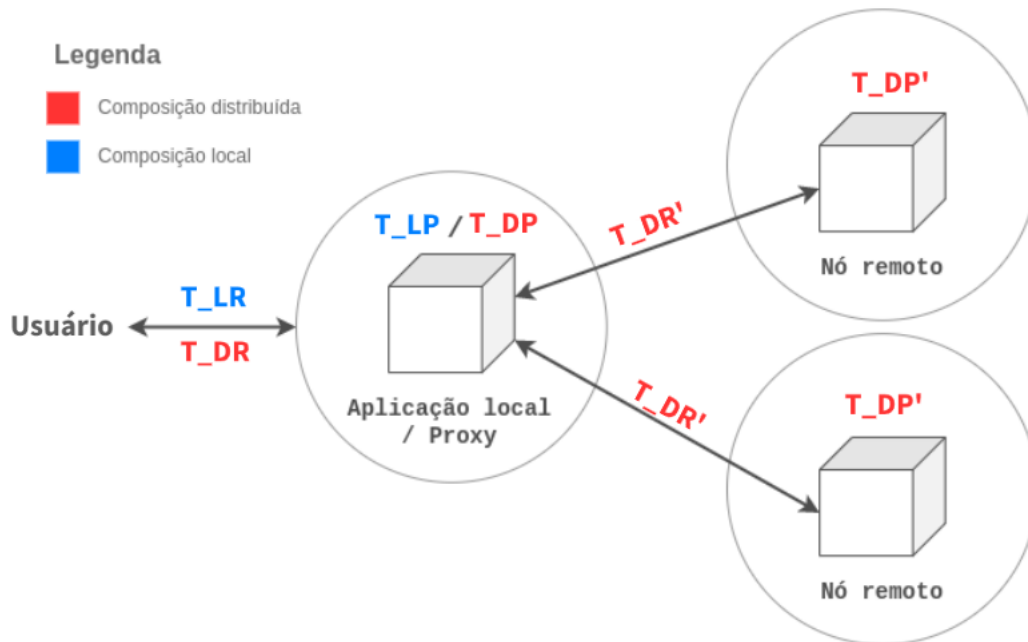 Legenda
Composição distribuída
Composição local
T_LP / T_DP
T_LR
Usuário
T_DR
Aplicação local
/ Proxy
T_DR'
T_DP'
Nó remoto
T_DR'
T_DP'
Nó remoto